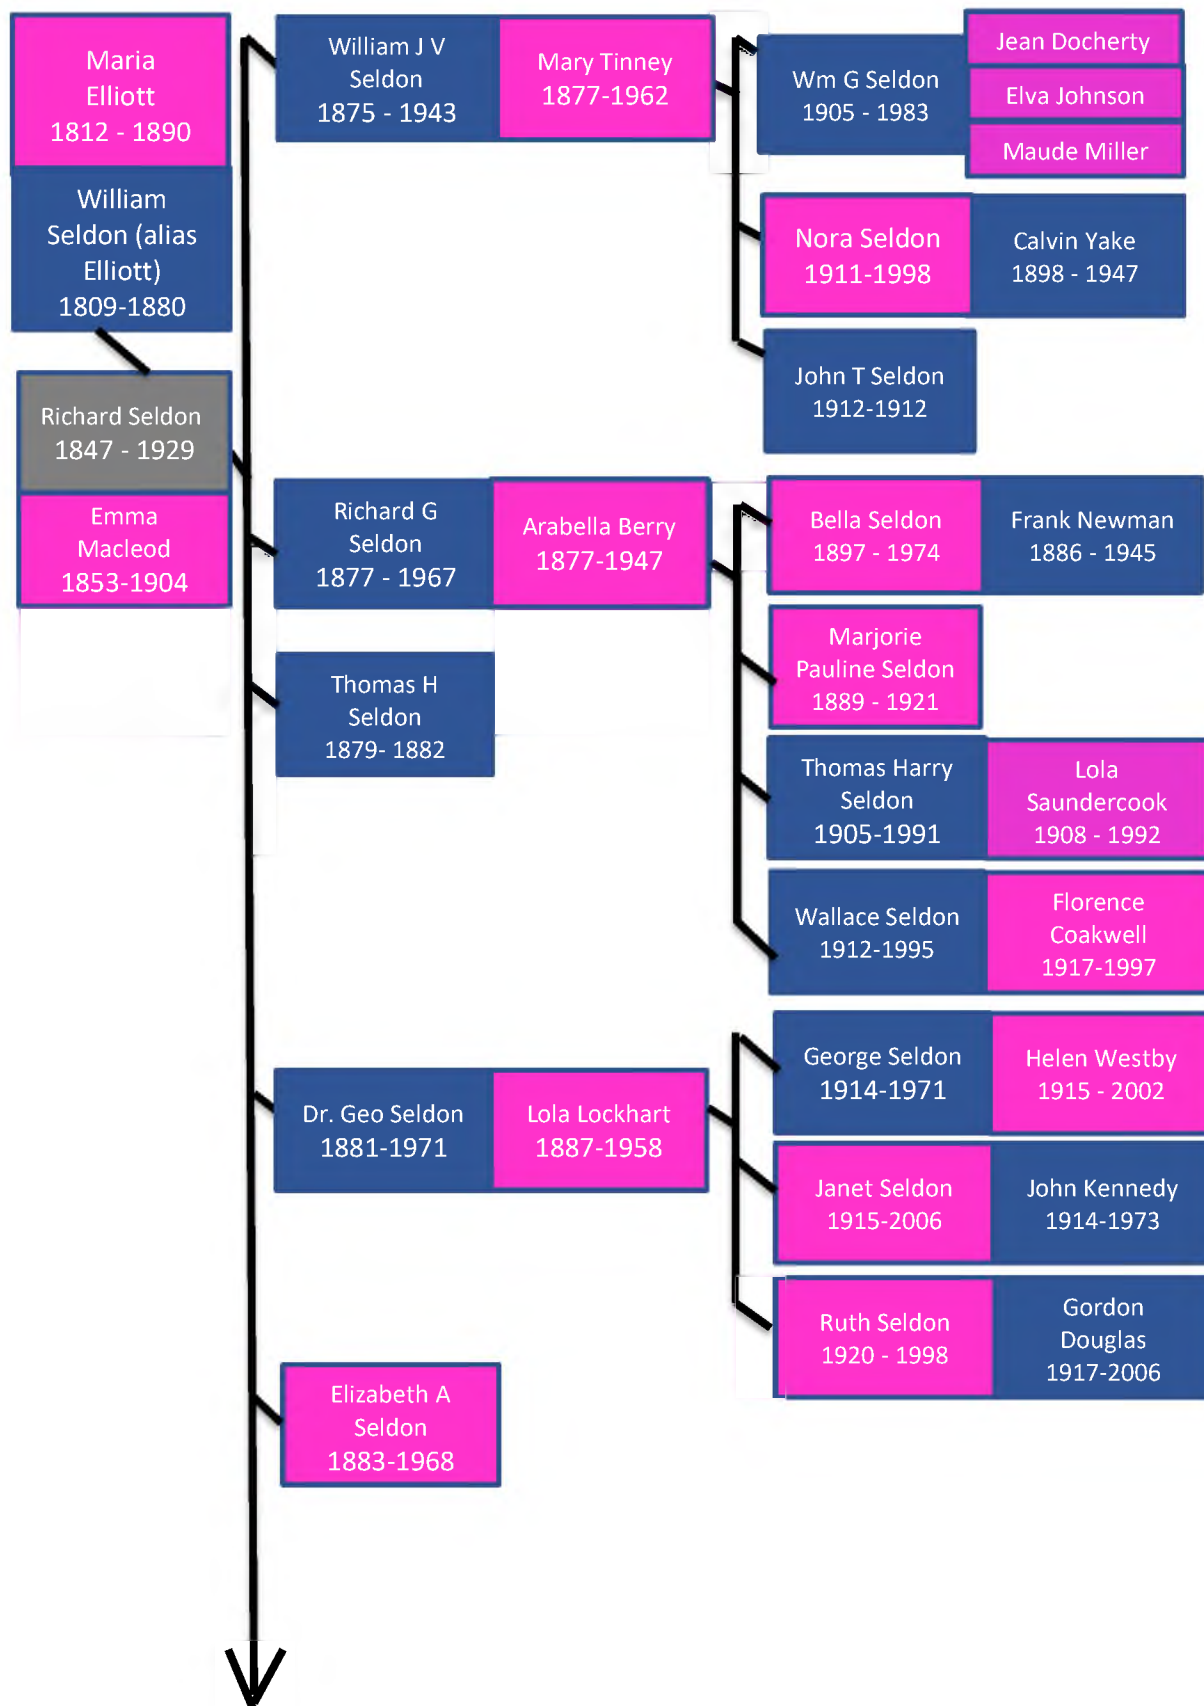 Maria
Elliott
1812 - 1890
William
Seldon (alias
Elliott)
1809-1880
Richard Seldon
1847 - 1929
Emma
Macleod
1853-1904
William J V
Seldon
1875 - 1943
Mary Tinney
1877-1962
Wm G Seldon
1905 - 1983
Jean Docherty
Elva Johnson
Maude Miller
Nora Seldon
1911-1998
Calvin Yake
1898 - 1947
John T Seldon
1912-1912
Richard G
Seldon
1877 - 1967
Arabella Berry
1877-1947
Bella Seldon
1897 - 1974
Frank Newman
1886 - 1945
Marjorie
Pauline Seldon
1889 - 1921
Thomas Harry
Seldon
1905-1991
Lola
Saundercook
1908 - 1992
Wallace Seldon
1912-1995
Florence
Coakwell
1917-1997
Thomas H
Seldon
1879- 1882
Dr. Geo Seldon
1881-1971
Lola Lockhart
1887-1958
George Seldon
1914-1971
Helen Westby
1915 - 2002
Janet Seldon
1915-2006
John Kennedy
1914-1973
Ruth Seldon
1920 - 1998
Gordon
Douglas
1917-2006
Elizabeth A
Seldon
1883-1968